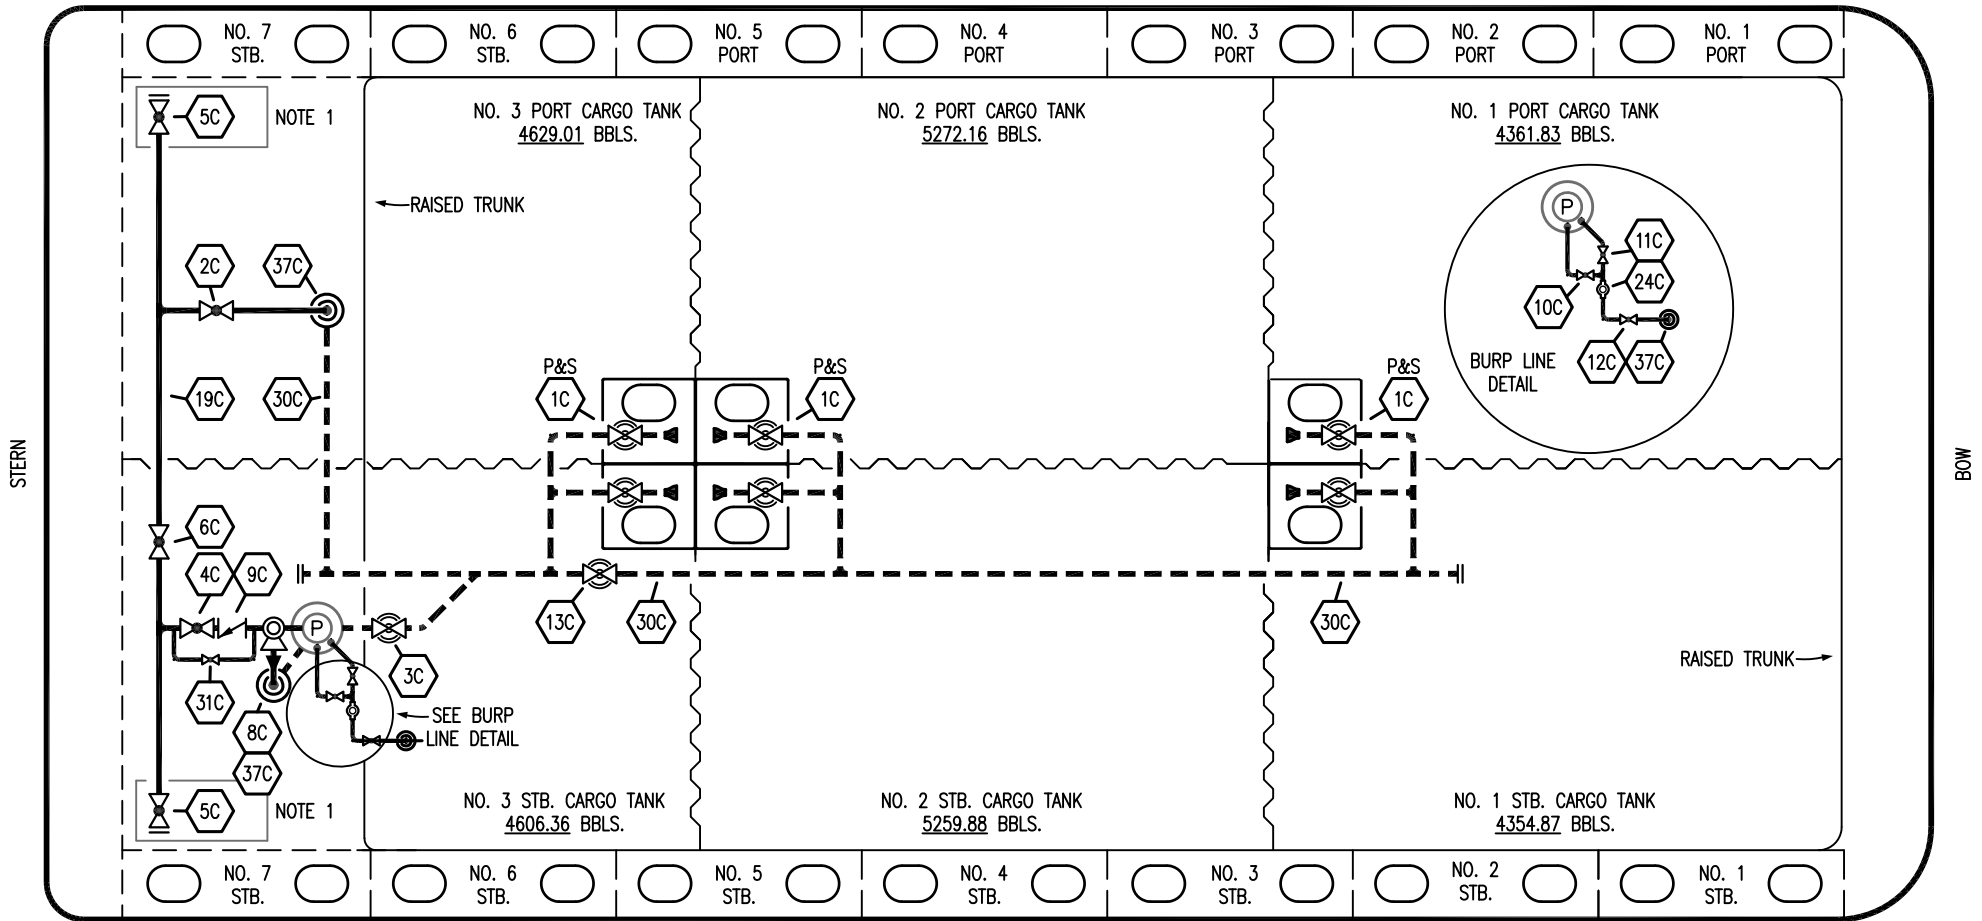 NO. 7
STB.
NO. 6
STB.
NO. 5
PORT
NO. 4
PORT
NO. 3
PORT
NO. 2
PORT
NO. 1
PORT
5C
NOTE 1
NO. 3 PORT CARGO TANK
4629.01 BBLS.
NO. 2 PORT CARGO TANK
5272.16 BBLS.
NO. 1 PORT CARGO TANK
4361.83 BBLS.
RAISED TRUNK
P
11C
24C
10C
12C
37C
BURP LINE
DETAIL
2C
37C
19C
30C
P&S
1C
P&S
1C
P&S
1C
STERN
BOW
6C
4C
9C
13C
30C
30C
P
3C
31C
8C
37C
SEE BURP
LINE DETAIL
RAISED TRUNK
5C
NOTE 1
NO. 3 STB. CARGO TANK
4606.36 BBLS.
NO. 2 STB. CARGO TANK
5259.88 BBLS.
NO. 1 STB. CARGO TANK
4354.87 BBLS.
NO. 7
STB.
NO. 6
STB.
NO. 5
STB.
NO. 4
STB.
NO. 3
STB.
NO. 2
STB.
NO. 1
STB.